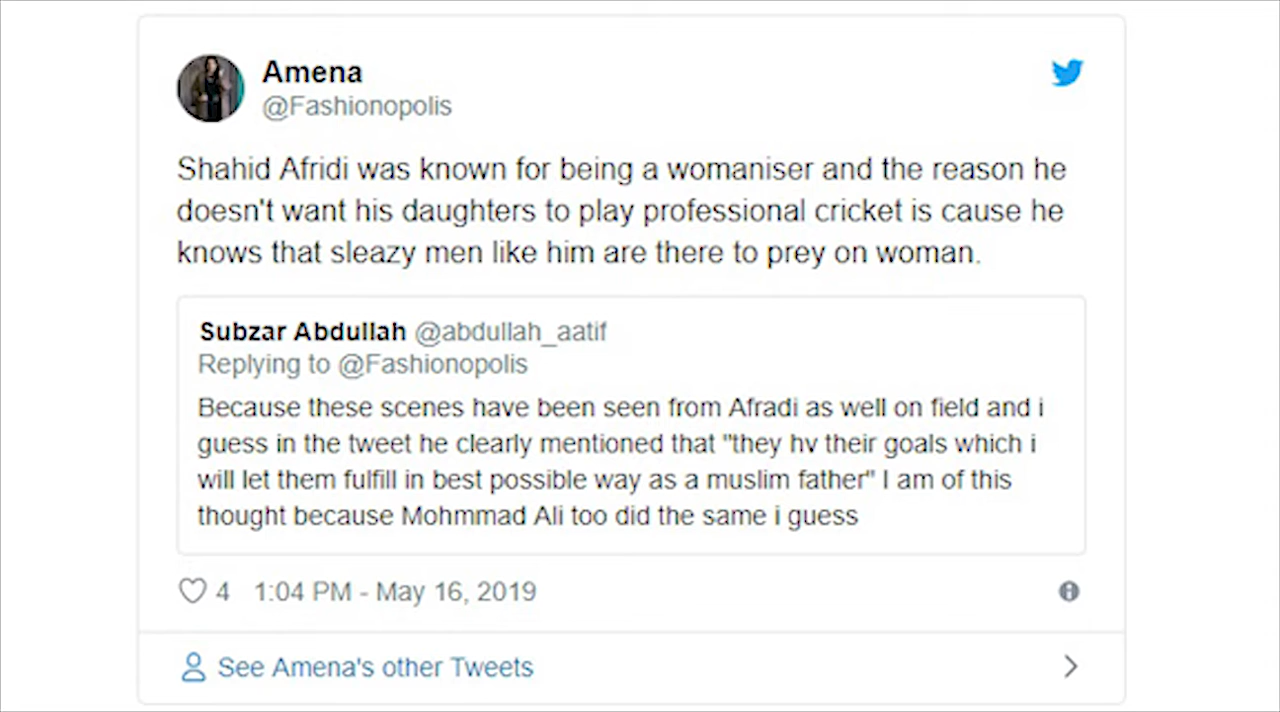 Amena
@Fashionopolis
Shahid Afridi was known for being a womaniser and the reason he
doesn't want his daughters to play professional cricket is cause he
knows that sleazy men like him are there to prey on woman.
Subzar Abdullah @abdullah_aatif
Replying to @Fashionopolis
Because these scenes have been seen from Afradi as well on field and i
guess in the tweet he clearly mentioned that "they hv their goals which i
will let them fulfill in best possible way as a muslim father" I am of this
thought because Mohmmad Ali too did the same i guess
4 1:04 PM - May 16, 2019
See Amena's other Tweets